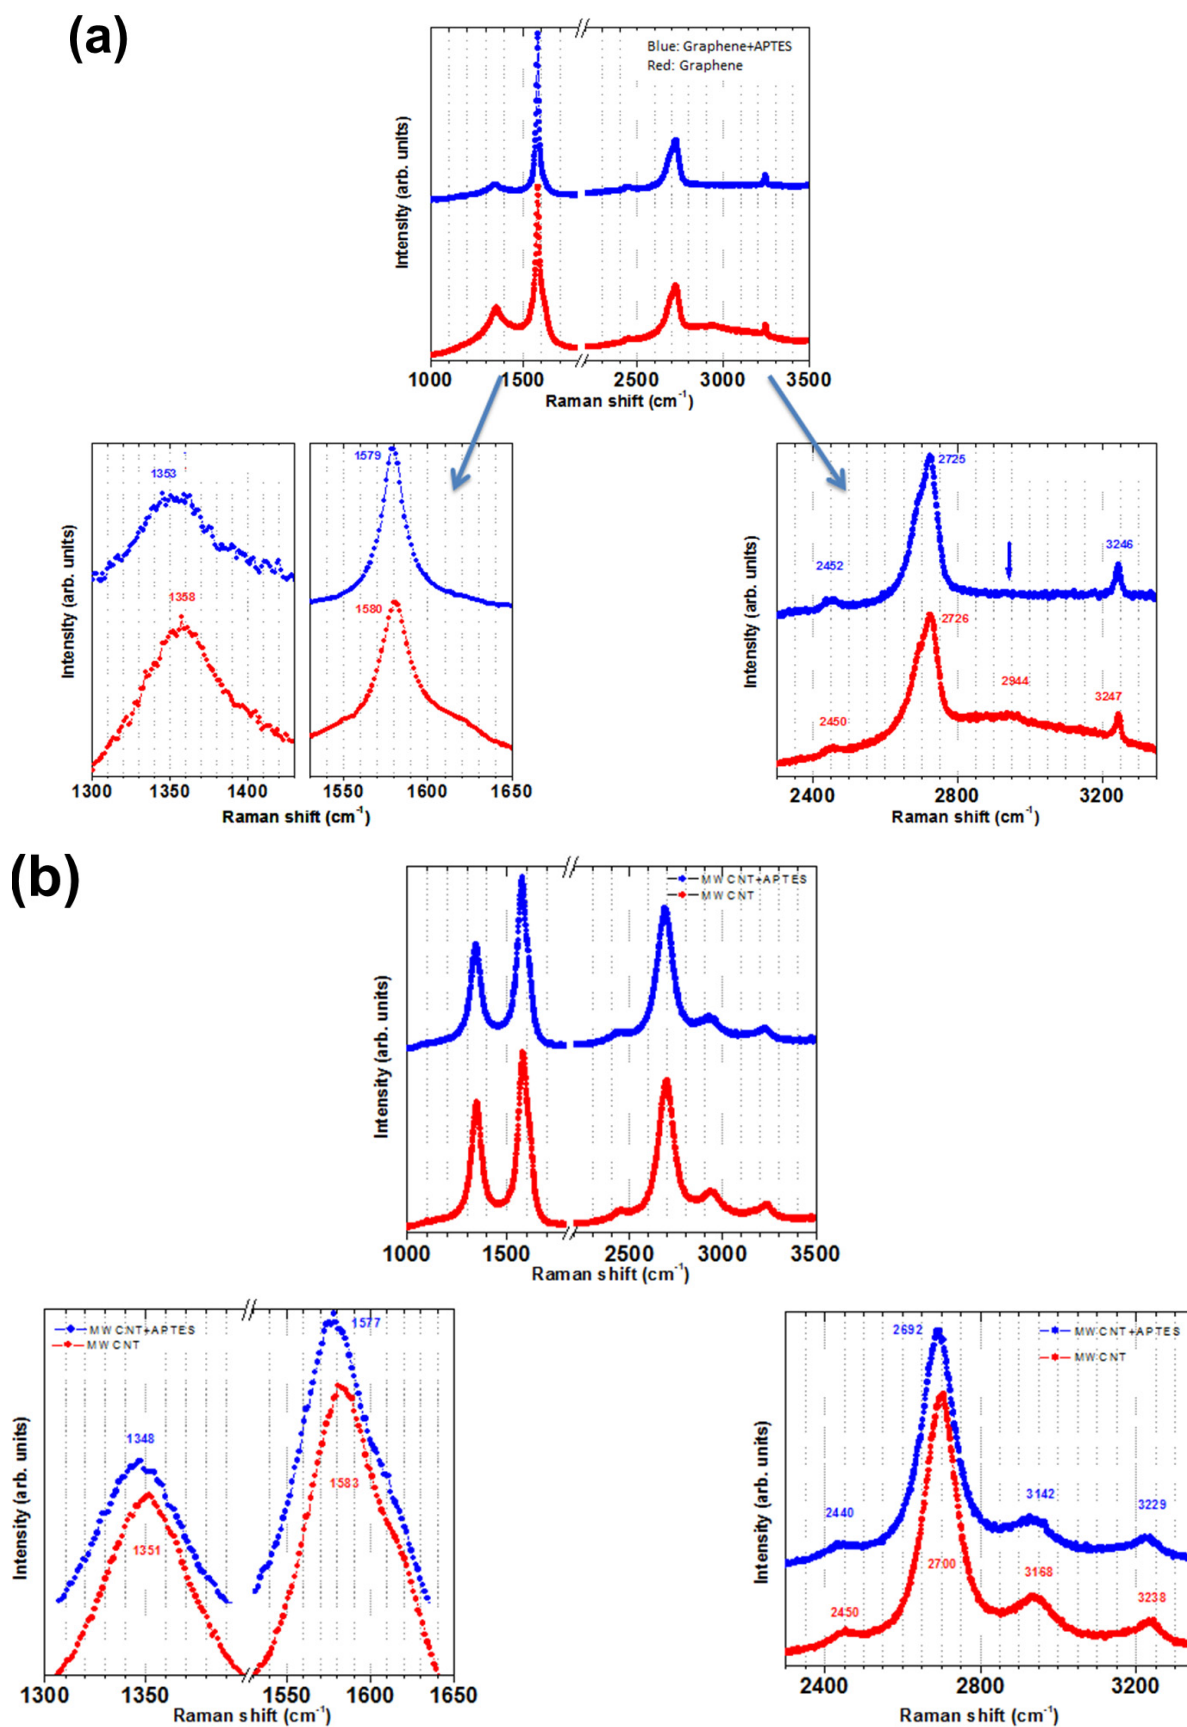 (a)
Blue: Graphene+APTES
Red: Graphene
Intensity (arb. units)
1000 1500 2500 3000 3500
Raman shift (cm-1)
1353
1358
1579
1580
Intensity (arb. units)
1300 1350 1400 1550 1600 1650
Raman shift (cm-1)
2725
2452
3246
2726
2944
3247
2450
Intensity (arb. units)
2400 2800 3200
Raman shift (cm-1)
(b)
MWCNT+APTES
MWCNT
Intensity (arb. units)
1000 1500 2500 3000 3500
Raman shift (cm-1)
MWCNT+APTES
MWCNT
1577
1348
1583
1351
Intensity (arb. units)
1300 1350 1550 1600 1650
Raman shift (cm-1)
2692
MWCNT+APTES
MWCNT
2440
3142
3229
2700
3168
3238
2450
Intensity (arb. units)
2400 2800 3200
Raman shift (cm-1)